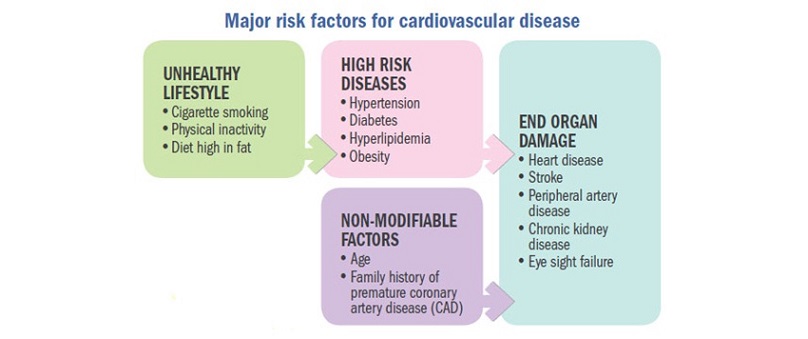 Major risk factors for cardiovascular disease
UNHEALTHY
LIFESTYLE
• Cigarette smoking
• Physical inactivity
• Diet high in fat
HIGH RISK
DISEASES
• Hypertension
• Diabetes
• Hyperlipidemia
• Obesity
NON-MODIFIABLE
FACTORS
• Age
• Family history of
premature coronary
artery disease (CAD)
END ORGAN
DAMAGE
• Heart disease
• Stroke
• Peripheral artery
disease
• Chronic kidney
disease
• Eye sight failure